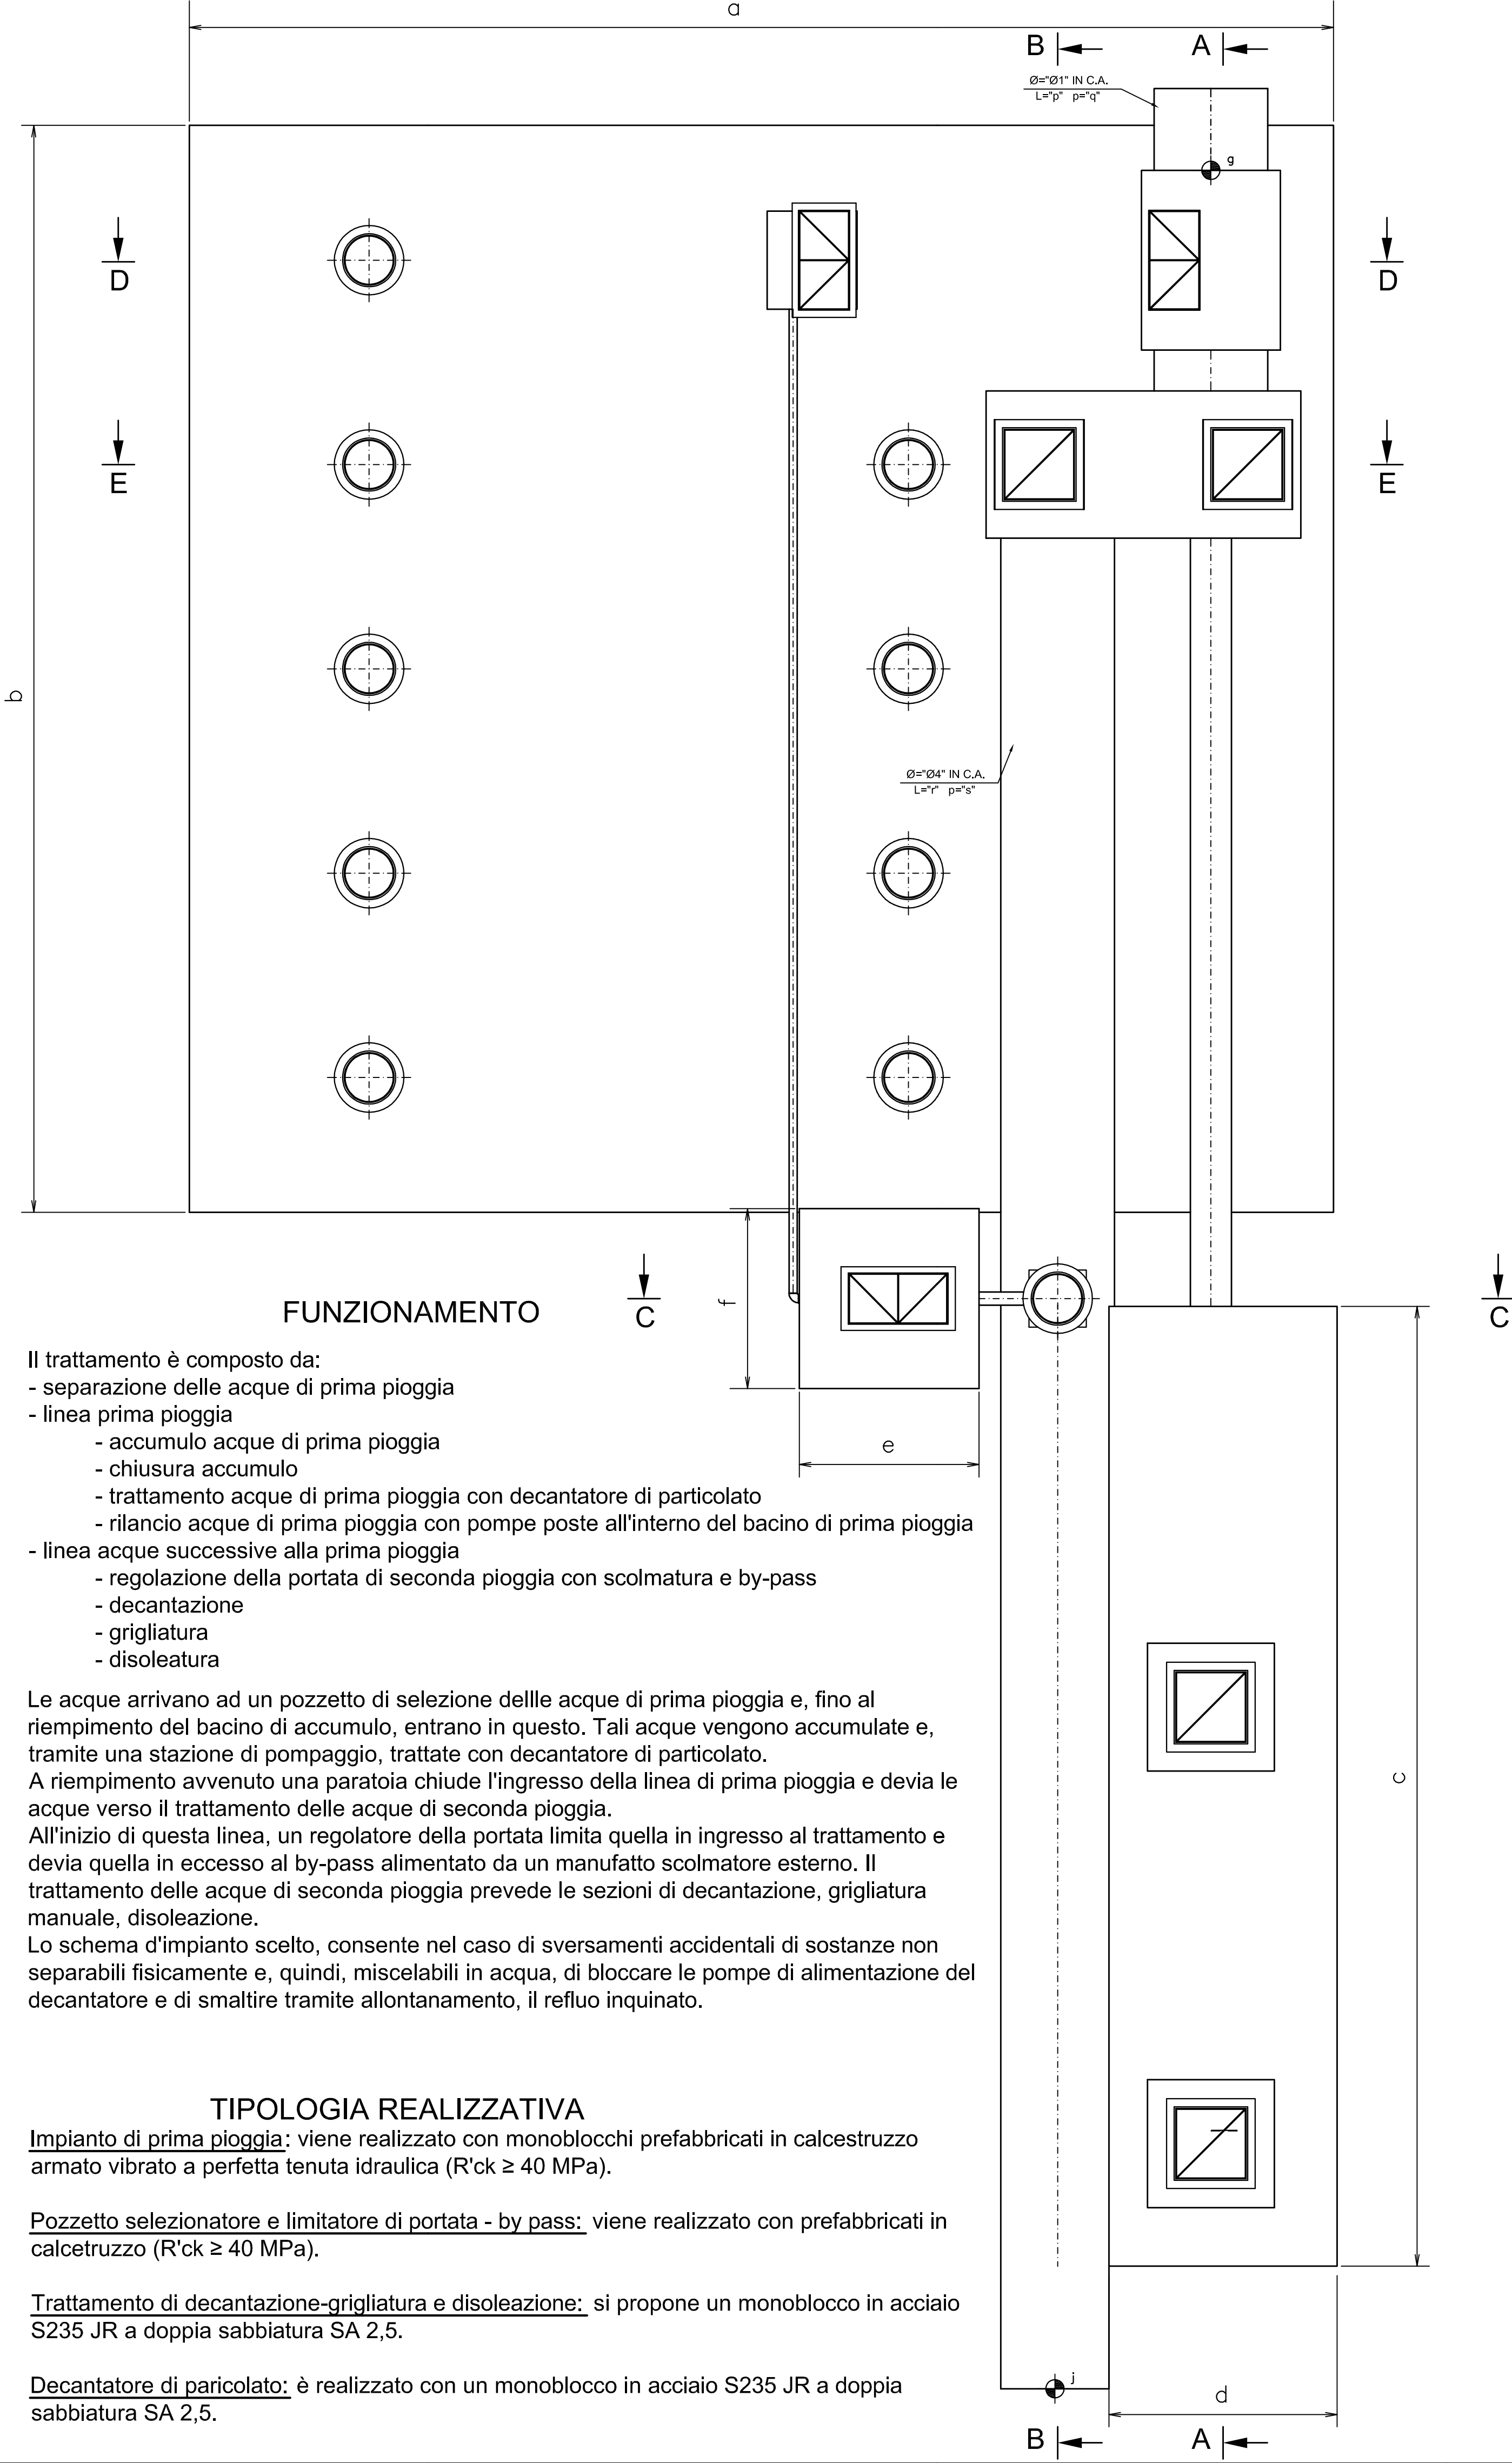 a
B
A
Ø="Ø1" IN C.A.
L="p" p="q"
g
D
D
E
E
b
Ø="Ø4" IN C.A.
L="r" p="s"
f
C
C
e
c
FUNZIONAMENTO
Il trattamento è composto da:
- separazione delle acque di prima pioggia
- linea prima pioggia
- accumulo acque di prima pioggia
- chiusura accumulo
- trattamento acque di prima pioggia con decantatore di particolato
- rilancio acque di prima pioggia con pompe poste all'interno del bacino di prima pioggia
- linea acque successive alla prima pioggia
- regolazione della portata di seconda pioggia con scolmatura e by-pass
- decantazione
- grigliatura
- disoleatura
Le acque arrivano ad un pozzetto di selezione dellle acque di prima pioggia e, fino al
riempimento del bacino di accumulo, entrano in questo. Tali acque vengono accumulate e,
tramite una stazione di pompaggio, trattate con decantatore di particolato.
A riempimento avvenuto una paratoia chiude l'ingresso della linea di prima pioggia e devia le
acque verso il trattamento delle acque di seconda pioggia.
All'inizio di questa linea, un regolatore della portata limita quella in ingresso al trattamento e
devia quella in eccesso al by-pass alimentato da un manufatto scolmatore esterno. Il
trattamento delle acque di seconda pioggia prevede le sezioni di decantazione, grigliatura
manuale, disoleazione.
Lo schema d'impianto scelto, consente nel caso di sversamenti accidentali di sostanze non
separabili fisicamente e, quindi, miscelabili in acqua, di bloccare le pompe di alimentazione del
decantatore e di smaltire tramite allontanamento, il refluo inquinato.
TIPOLOGIA REALIZZATIVA
Impianto di prima pioggia: viene realizzato con monoblocchi prefabbricati in calcestruzzo
armato vibrato a perfetta tenuta idraulica (R'ck ≥ 40 MPa).
Pozzetto selezionatore e limitatore di portata - by pass: viene realizzato con prefabbricati in
calcetruzzo (R'ck ≥ 40 MPa).
Trattamento di decantazione-grigliatura e disoleazione: si propone un monoblocco in acciaio
S235 JR a doppia sabbiatura SA 2,5.
Decantatore di paricolato: è realizzato con un monoblocco in acciaio S235 JR a doppia
sabbiatura SA 2,5.
j
d
B
A